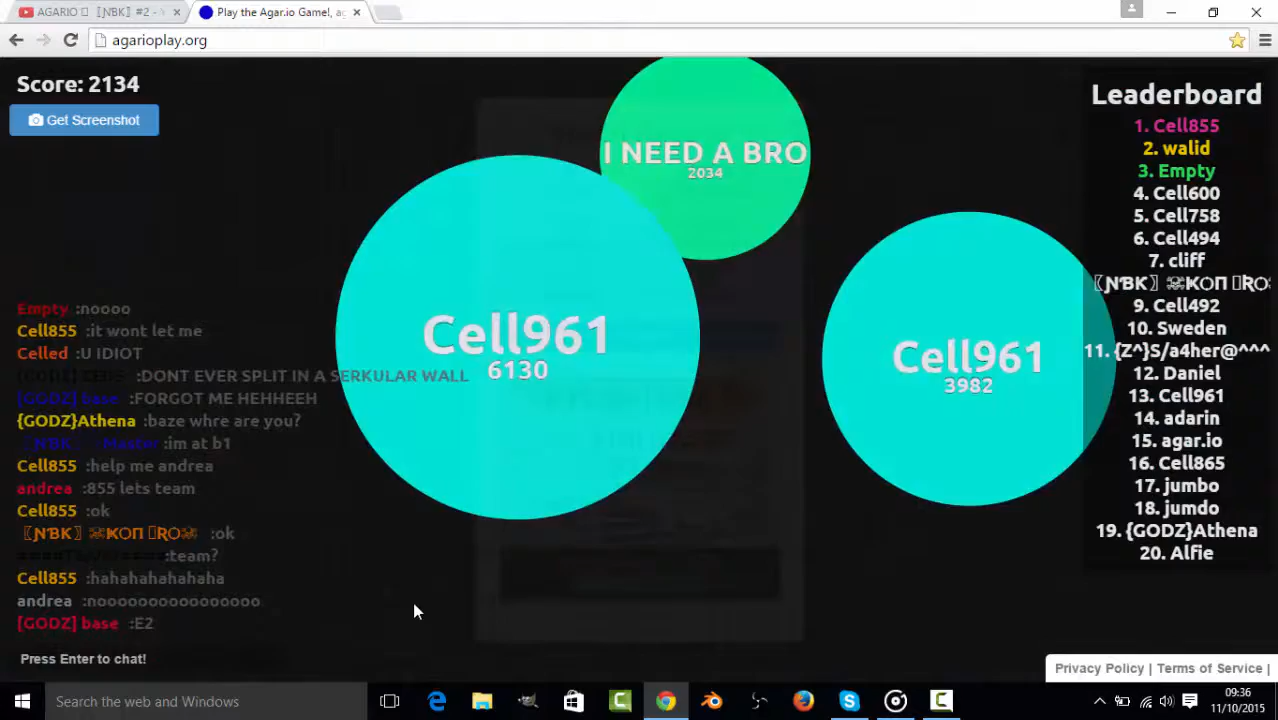 AGARIO
#2 -
Play the Agar.io Game!, ag
agarioplay.org
Score: 2134
Get Screenshot
I NEED A BRO
2034
Cell961
6130
Cell961
3982
Leaderboard
1. Cell855
2. walid
3. Empty
4. Cell600
5. Cell758
6. Cell494
7. cliff
9. Cell492
10. Sweden
11. {Z^}S/a4her@^^^
12. Daniel
13. Cell961
14. adarin
15. agar.io
16. Cell865
17. jumbo
18. jumdo
19. {GODZ}Athena
20. Alfie
Empty :noooo
Cell855 :it wont let me
Celled :U IDIOT
:DONT EVER SPLIT IN A SERKULAR WALL
[GODZ] base :FORGOT ME HEHHEEH
{GODZ}Athena :baze whre are you?
Master :im at b1
Cell855 :help me andrea
andrea :855 lets team
Cell855 :ok
:ok
:team?
Cell855 :hahahahahahaha
andrea :noooooooooooooooo
[GODZ] base :E2
Press Enter to chat!
Privacy Policy | Terms of Service |
Search the web and Windows
09:36
11/10/2015